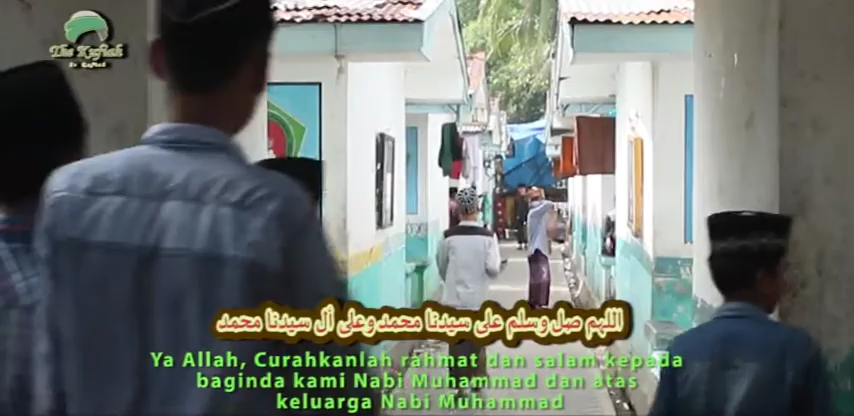 The Kufiah
اللهم صل وسلم على سيدنا محمد وعلى آل سيدنا محمد
Ya Allah, Curahkanlah rahmat dan salam kepada
baginda kami Nabi Muhammad dan atas
keluarga Nabi Muhammad